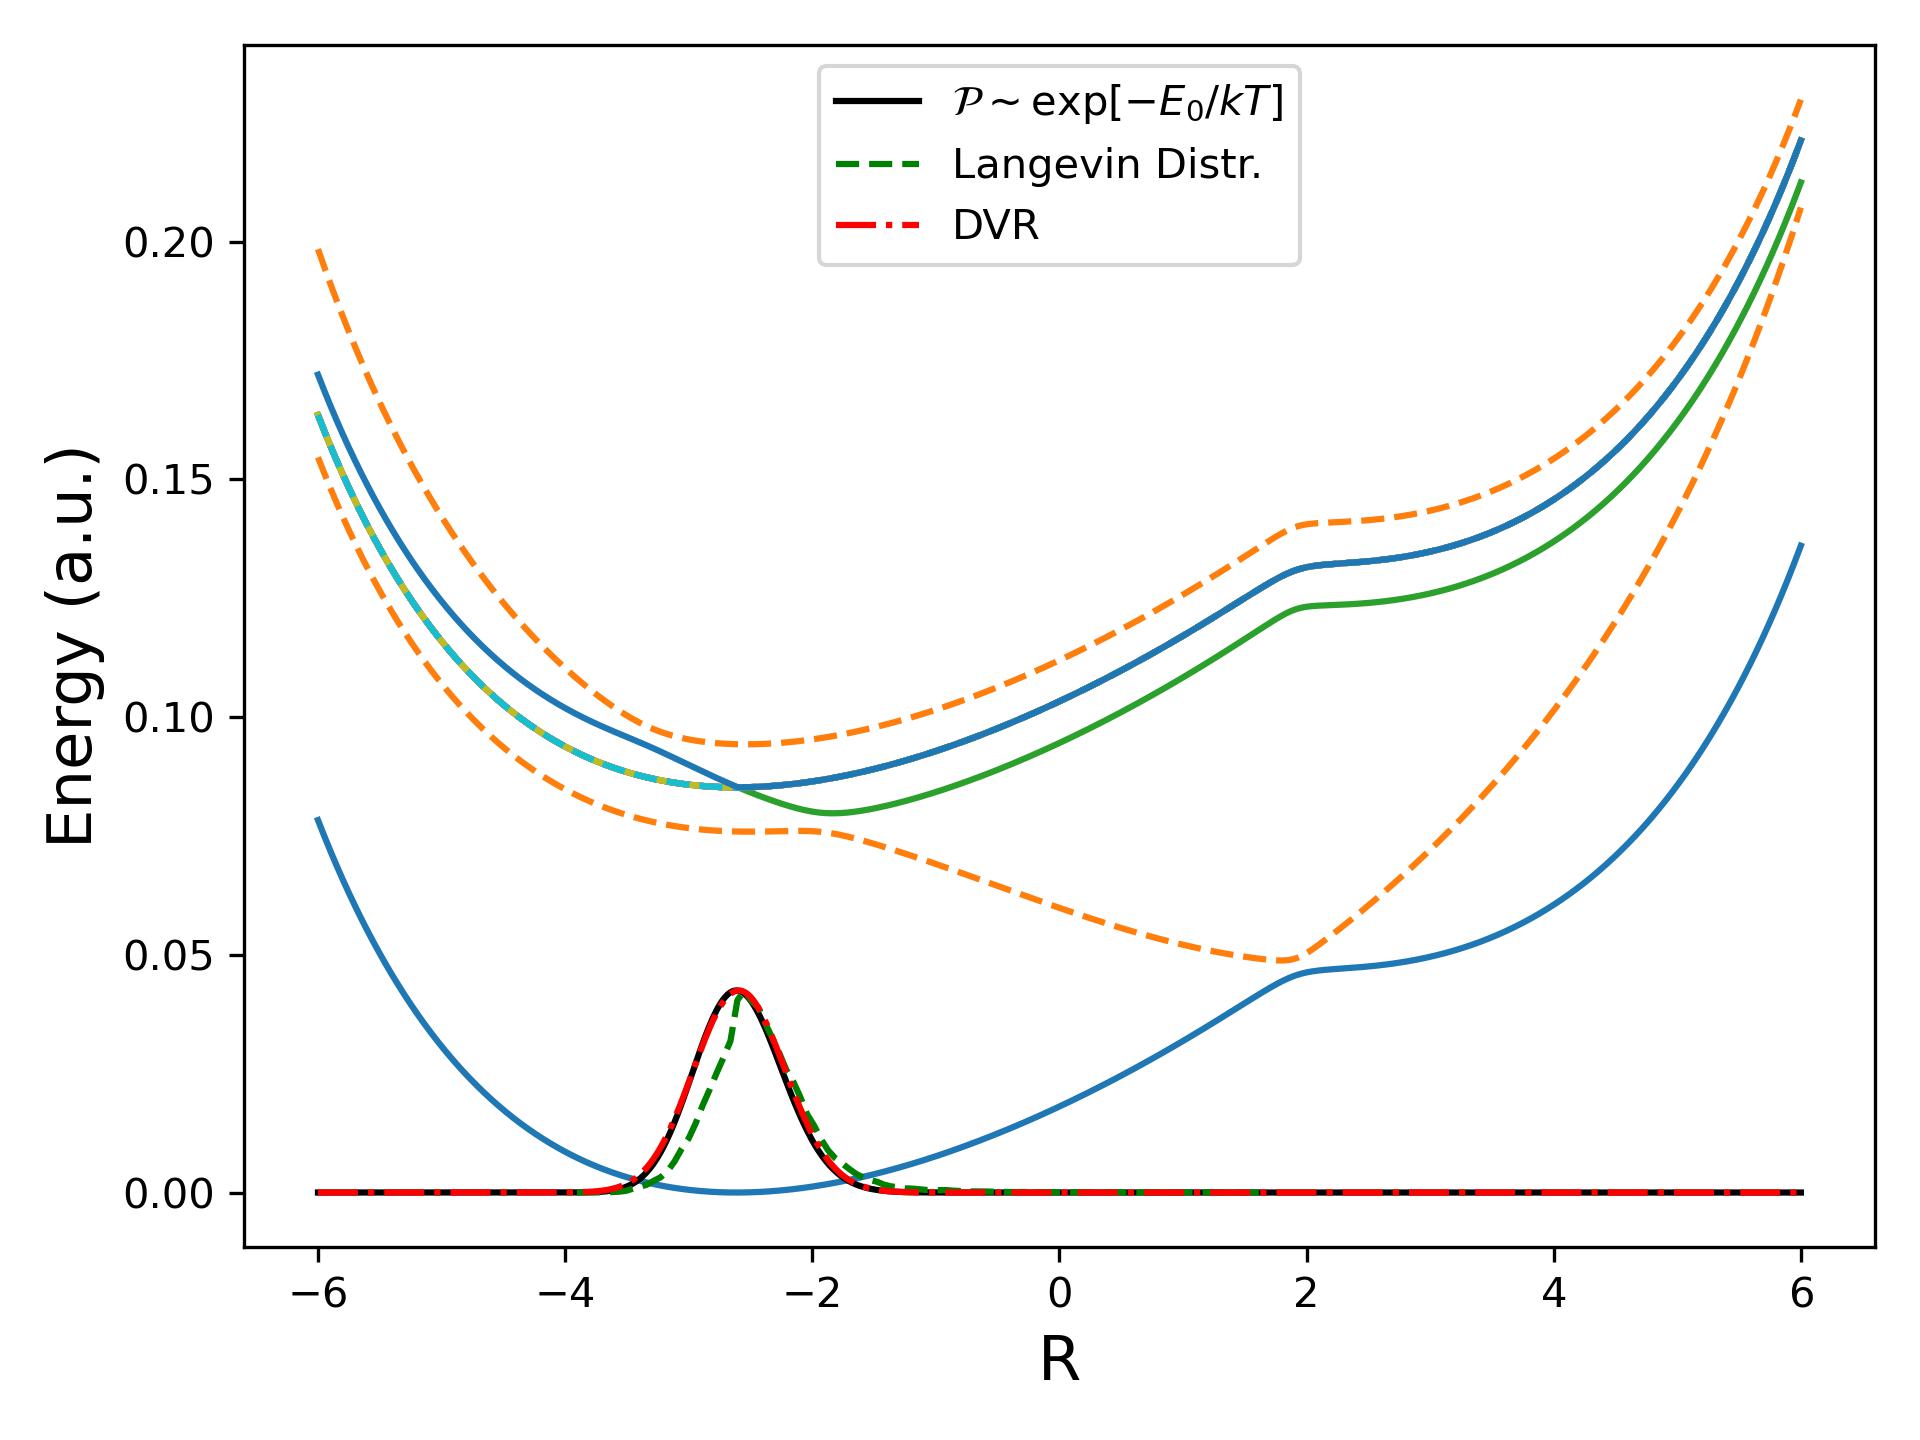 𝒫 ~ exp[−E₀/kT]
Langevin Distr.
DVR
Energy (a.u.)
0.20
0.15
0.10
0.05
0.00
−6 −4 −2 0 2 4 6
R